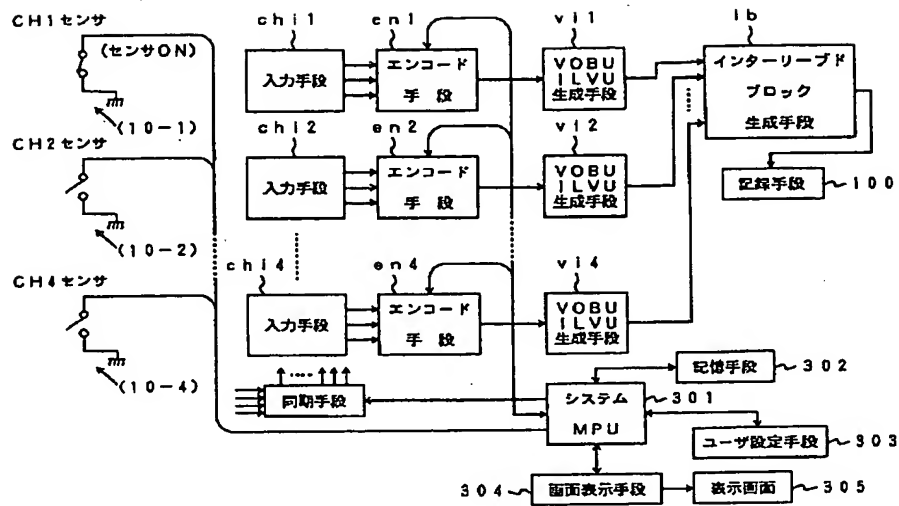 CH1センサ
(センサON)
(10-1)
CH2センサ
(10-2)
CH4センサ
(10-4)
chi1
入力手段
en1
エンコード
手段
vi1
VOBU
ILVU
生成手段
ib
インターリーブド
ブロック
生成手段
chi2
入力手段
en2
エンコード
手段
vi2
VOBU
ILVU
生成手段
記録手段
100
chi4
入力手段
en4
エンコード
手段
vi4
VOBU
ILVU
生成手段
同期手段
システム
MPU
301
記憶手段
302
ユーザ設定手段
303
304
画面表示手段
表示画面
305